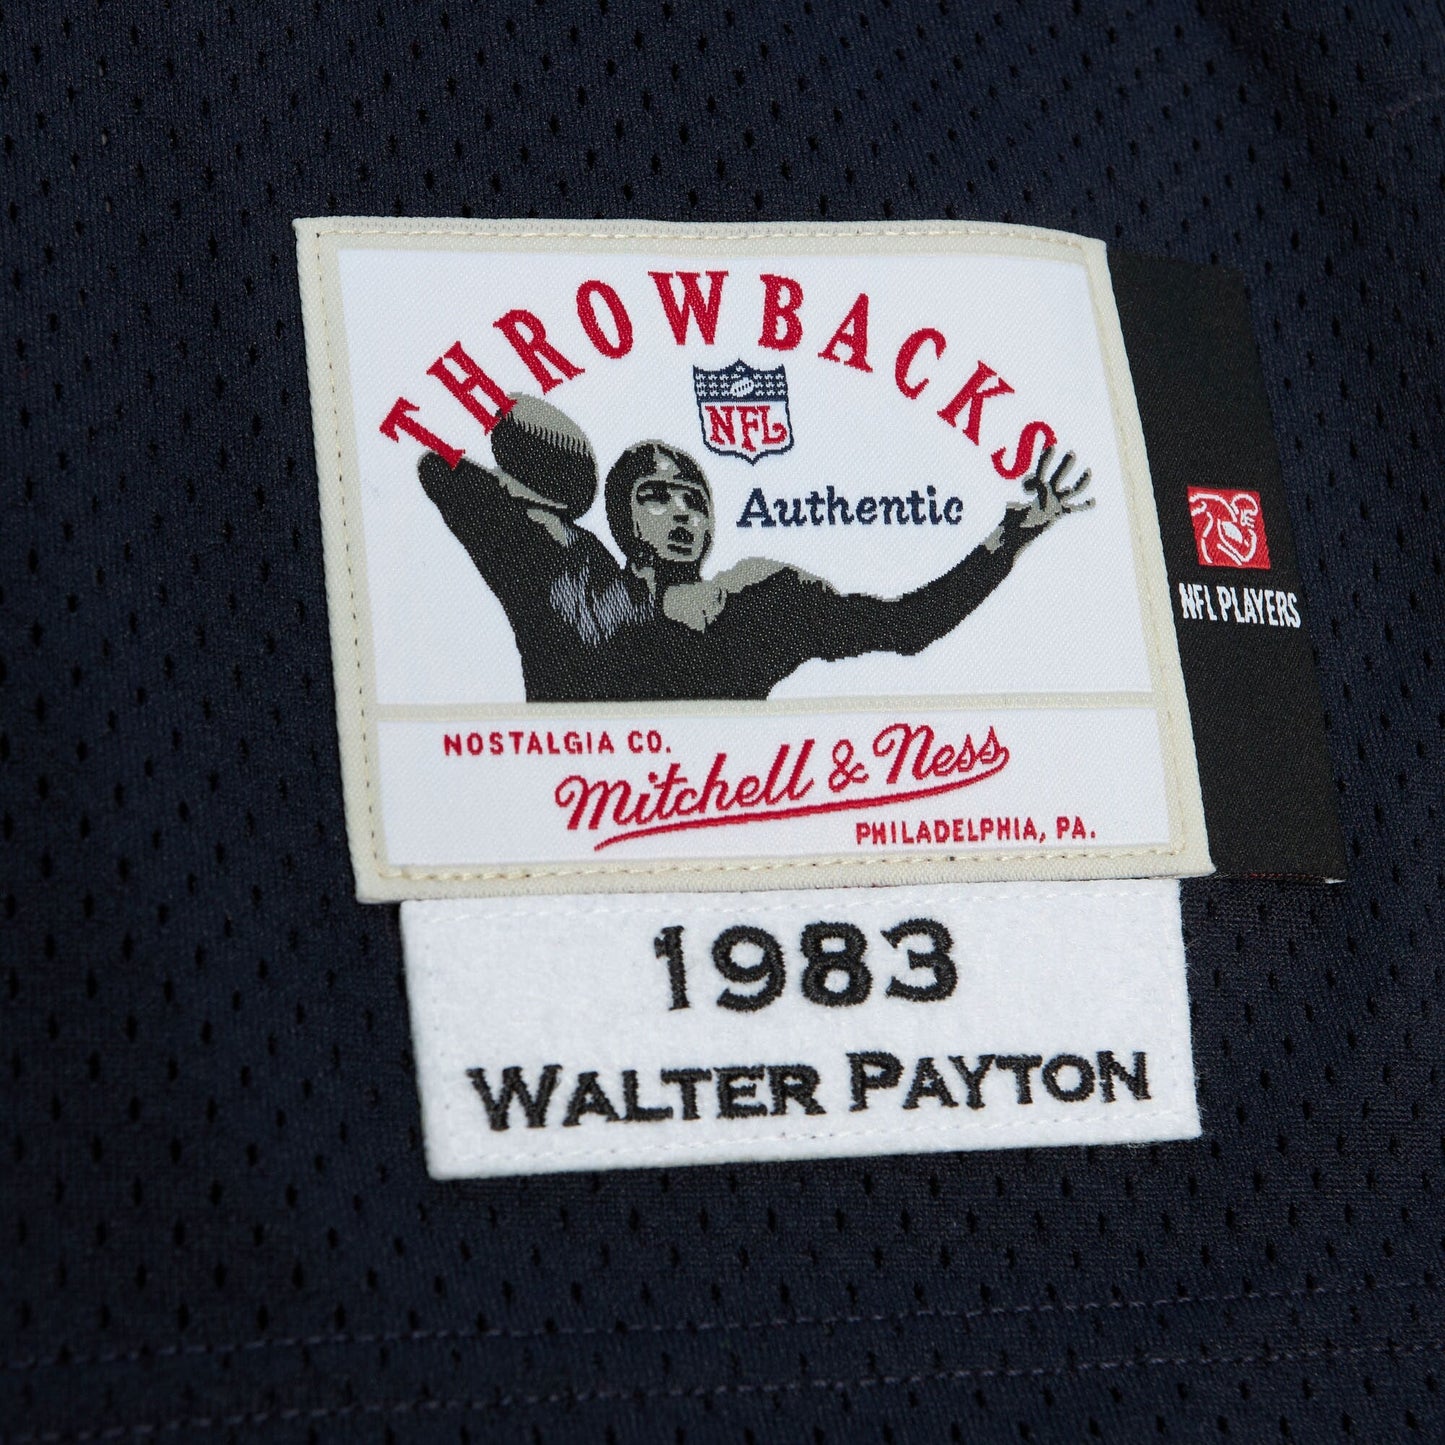 THROWBACKS
NFL
Authentic
NFL PLAYERS
NOSTALGIA CO.
Mitchell & Ness
PHILADELPHIA, PA.
1983
WALTER PAYTON